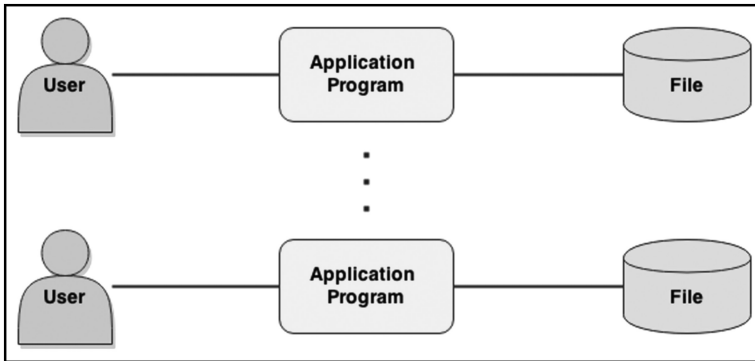 User
Application
Program
File
User
Application
Program
File